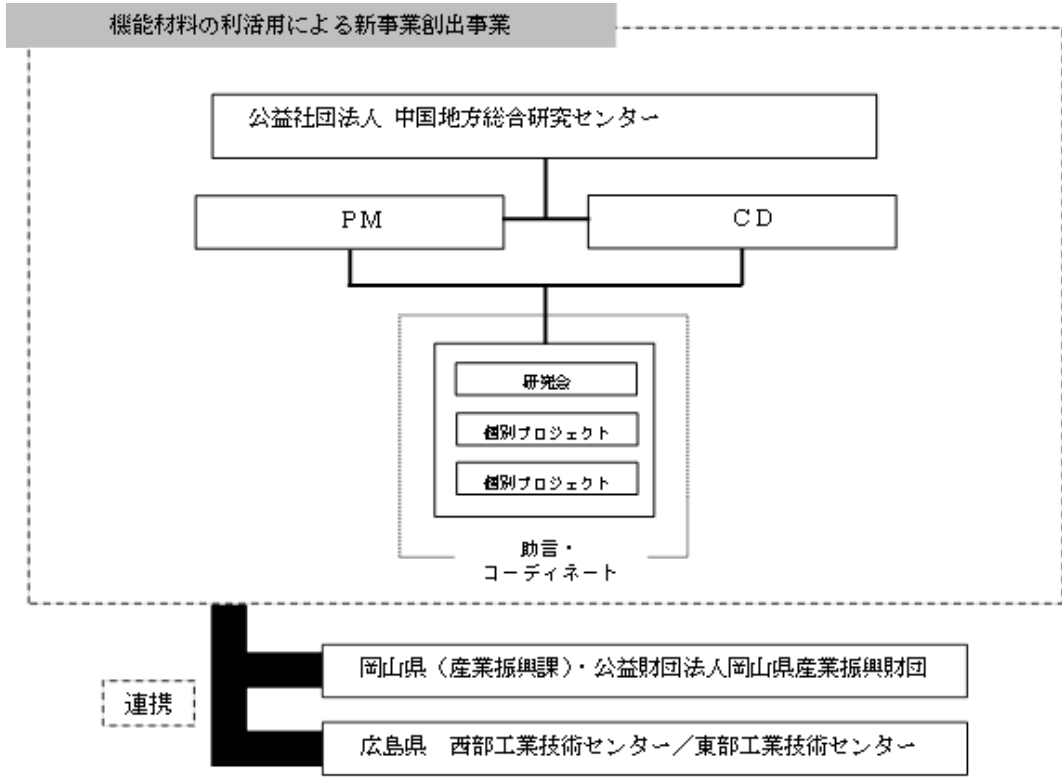 機能材料の利活用による新事業創出事業
公益社団法人 中国地方総合研究センター
PM
CD
研究会
個別プロジェクト
個別プロジェクト
助言・
コーディネート
連携
岡山県（産業振興課）・公益財団法人岡山県産業振興財団
広島県　西部工業技術センター／東部工業技術センター